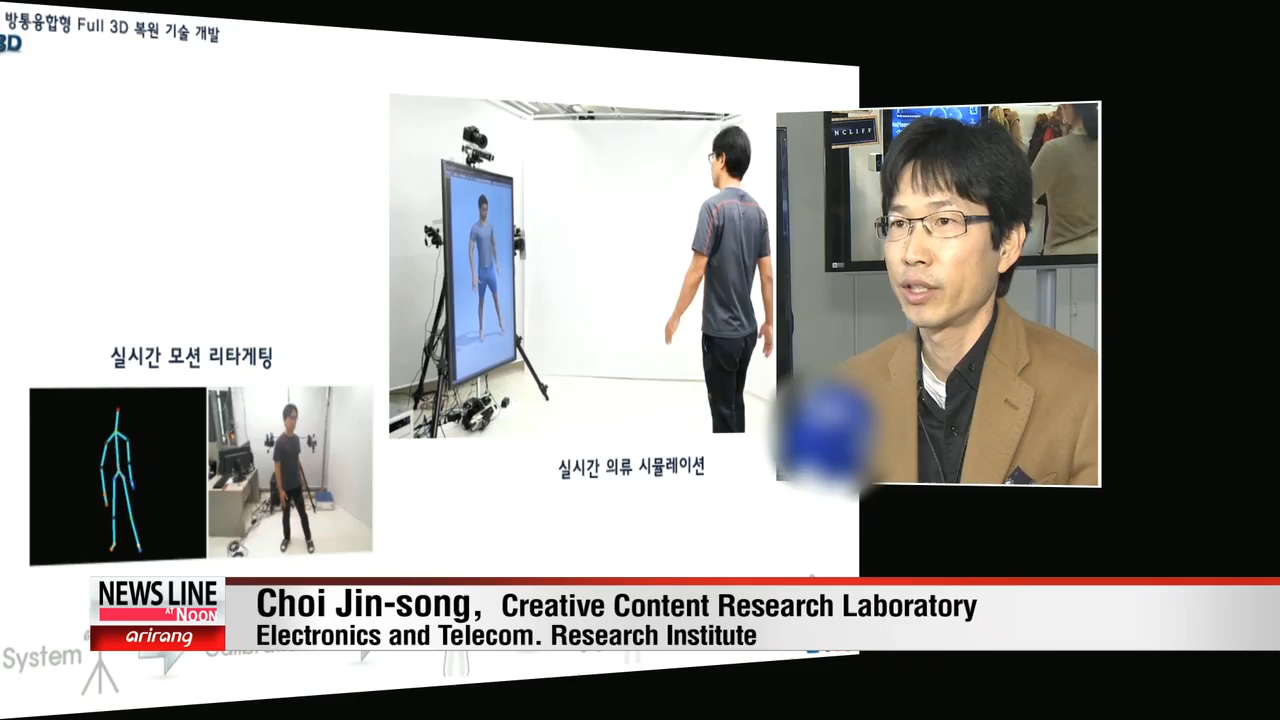 방통융합형 Full 3D 복원 기술 개발
3D
NCLIFF
실시간 모션 리타게팅
실시간 의류 시뮬레이션
NEWS LINE
AT NOON
arirang
Choi Jin-song, Creative Content Research Laboratory
Electronics and Telecom. Research Institute
System